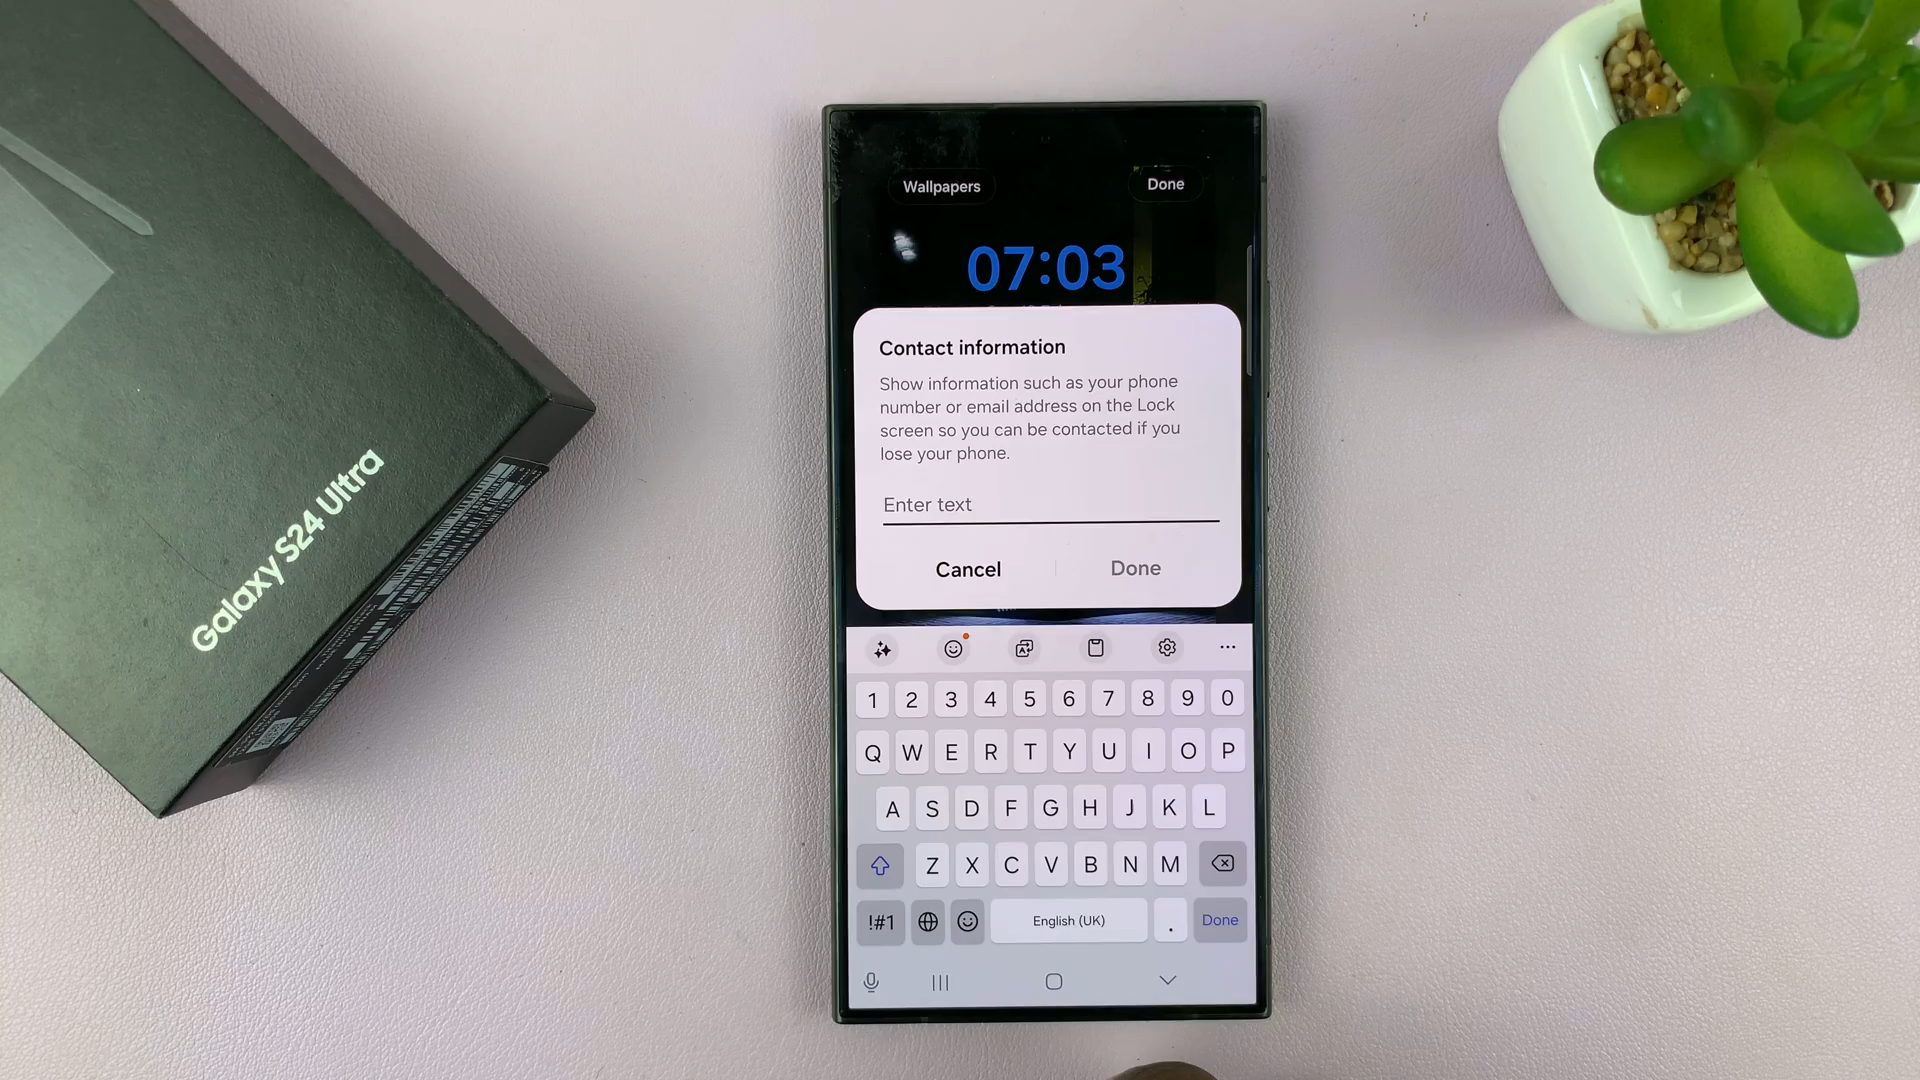 Galaxy S24 Ultra
Wallpapers
Done
07:03
Contact information
Show information such as your phone
number or email address on the Lock
screen so you can be contacted if you
lose your phone.
Enter text
Cancel
Done
1 2 3 4 5 6 7 8 9 0
Q W E R T Y U I O P
A S D F G H J K L
Z X C V B N M
!#1
English (UK)
.
Done